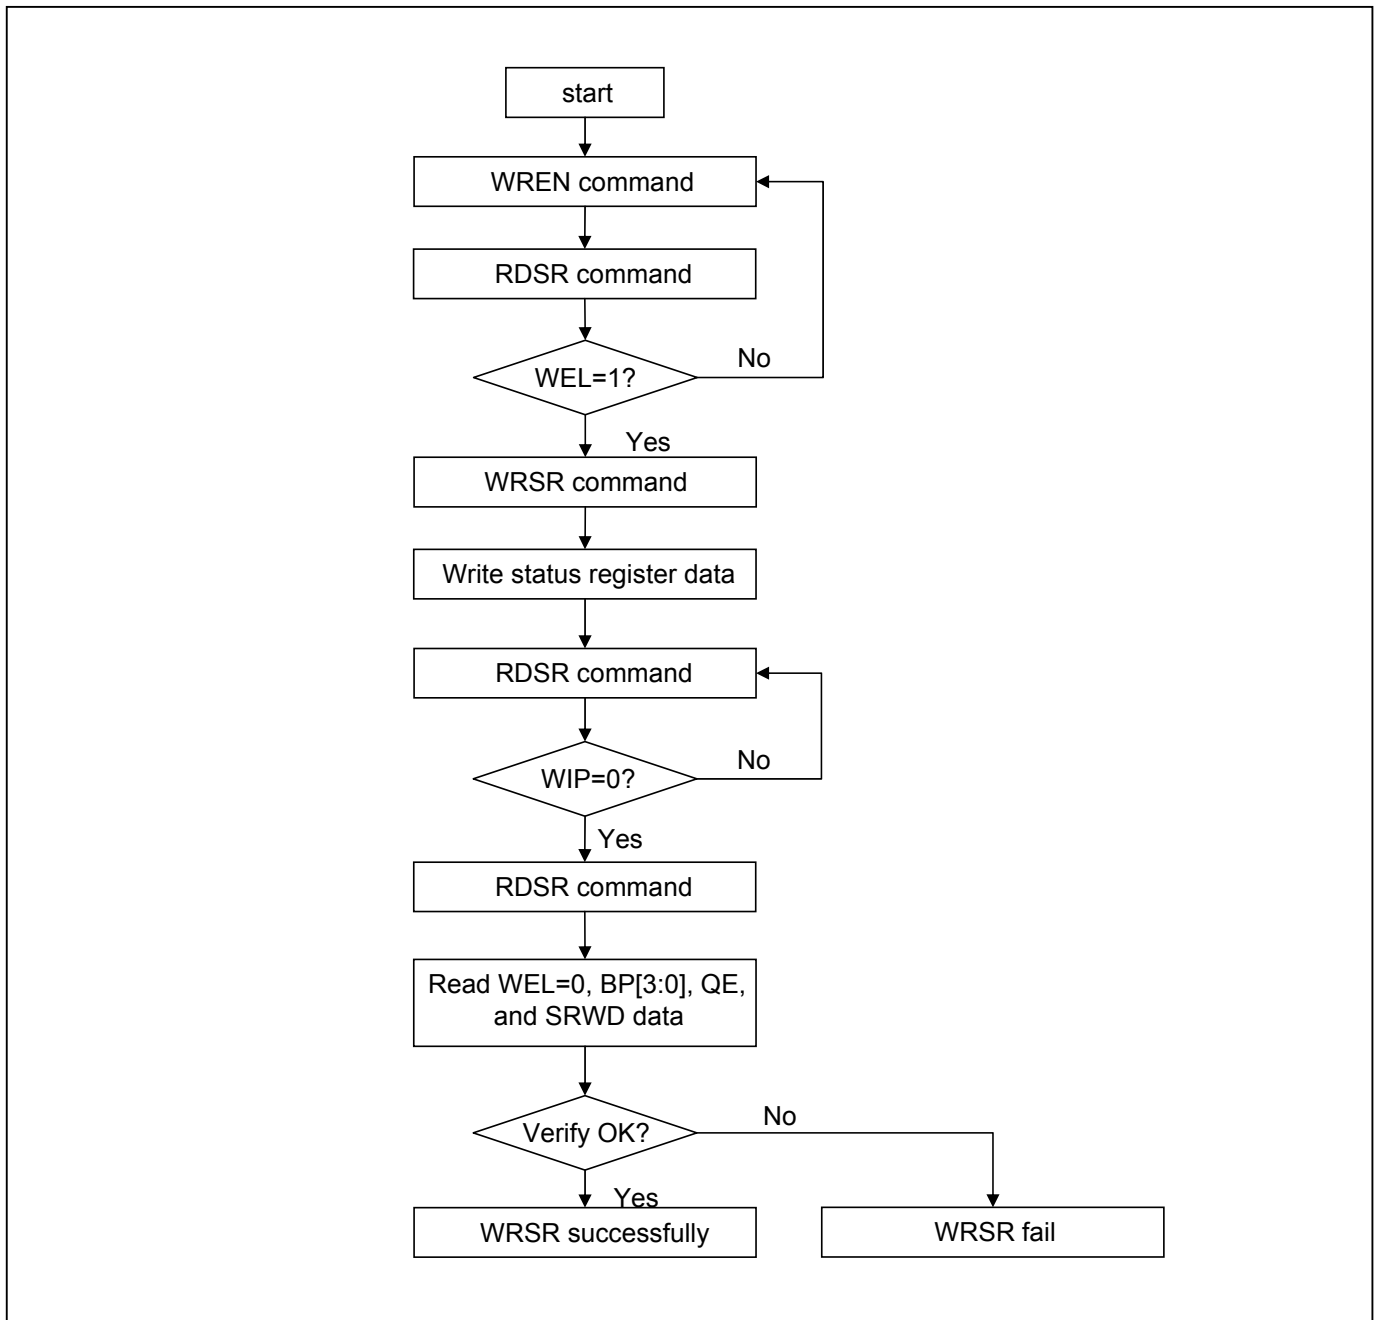 start
WREN command
RDSR command
WEL=1?
No
Yes
WRSR command
Write status register data
RDSR command
WIP=0?
No
Yes
RDSR command
Read WEL=0, BP[3:0], QE,
and SRWD data
Verify OK?
No
Yes
WRSR successfully
WRSR fail